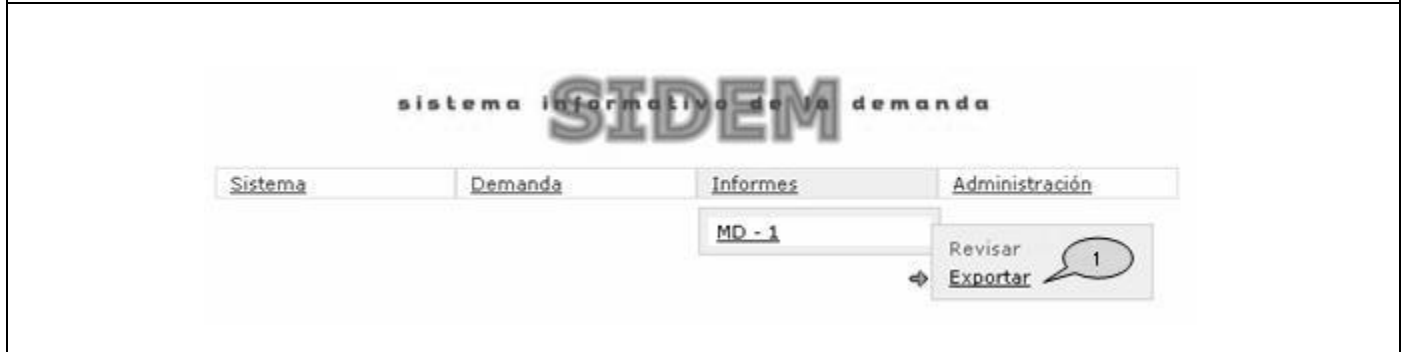 sistema informativo de la demanda
SIDEM
Sistema Demanda Informes Administración
MD - 1
Revisar
1
Exportar